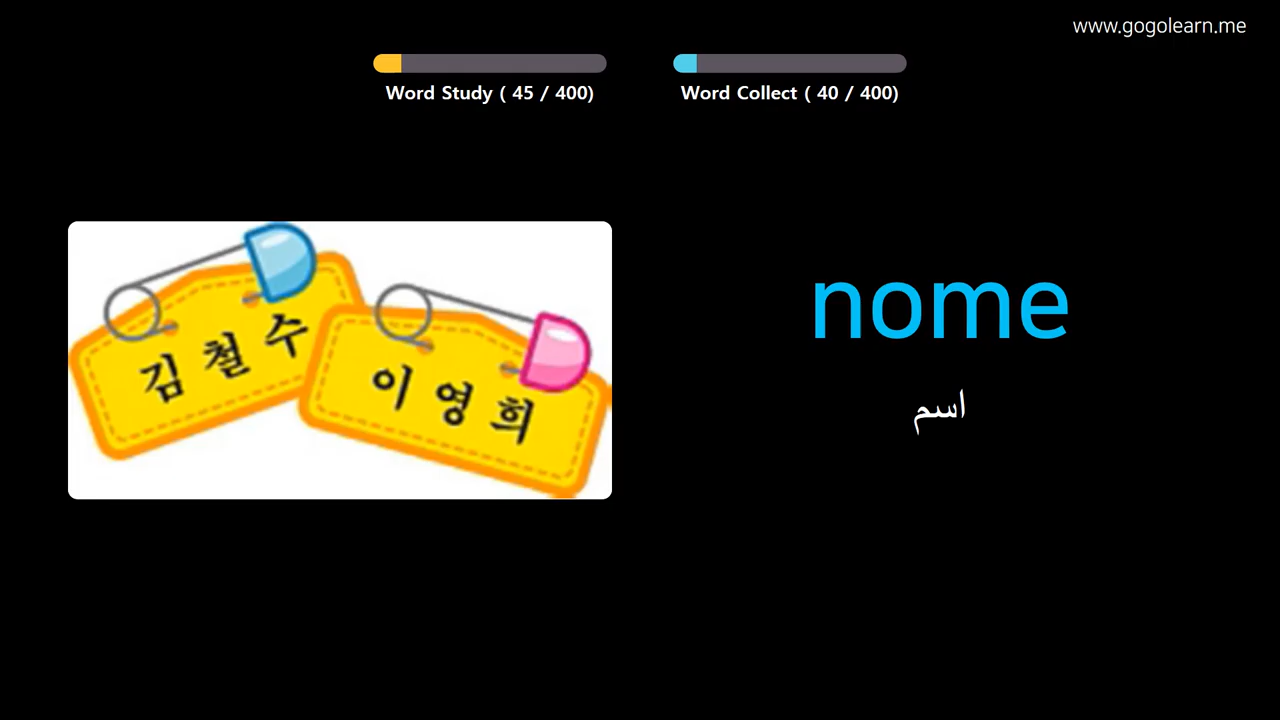 www.gogolearn.me
Word Study ( 45 / 400)
Word Collect ( 40 / 400)
김철수
이영희
nome
اسم